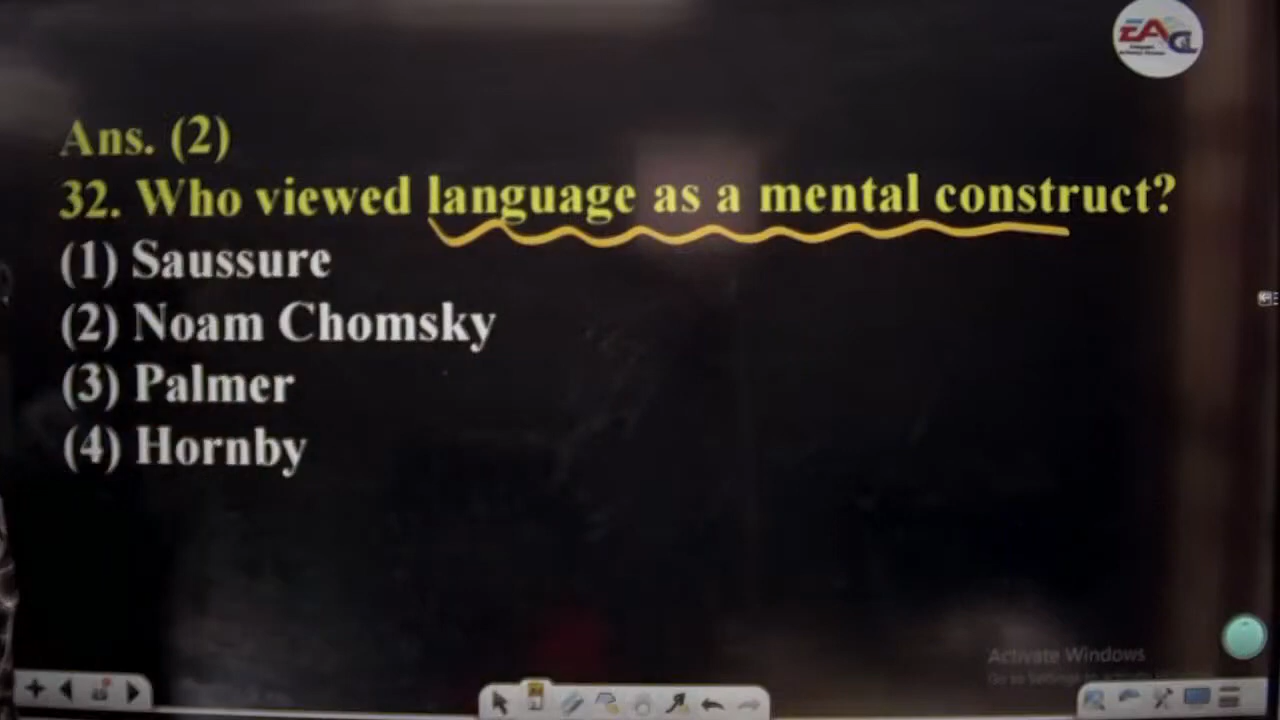 EAGL
Ans. (2)
32. Who viewed language as a mental construct?
(1) Saussure
(2) Noam Chomsky
(3) Palmer
(4) Hornby
Activate Windows